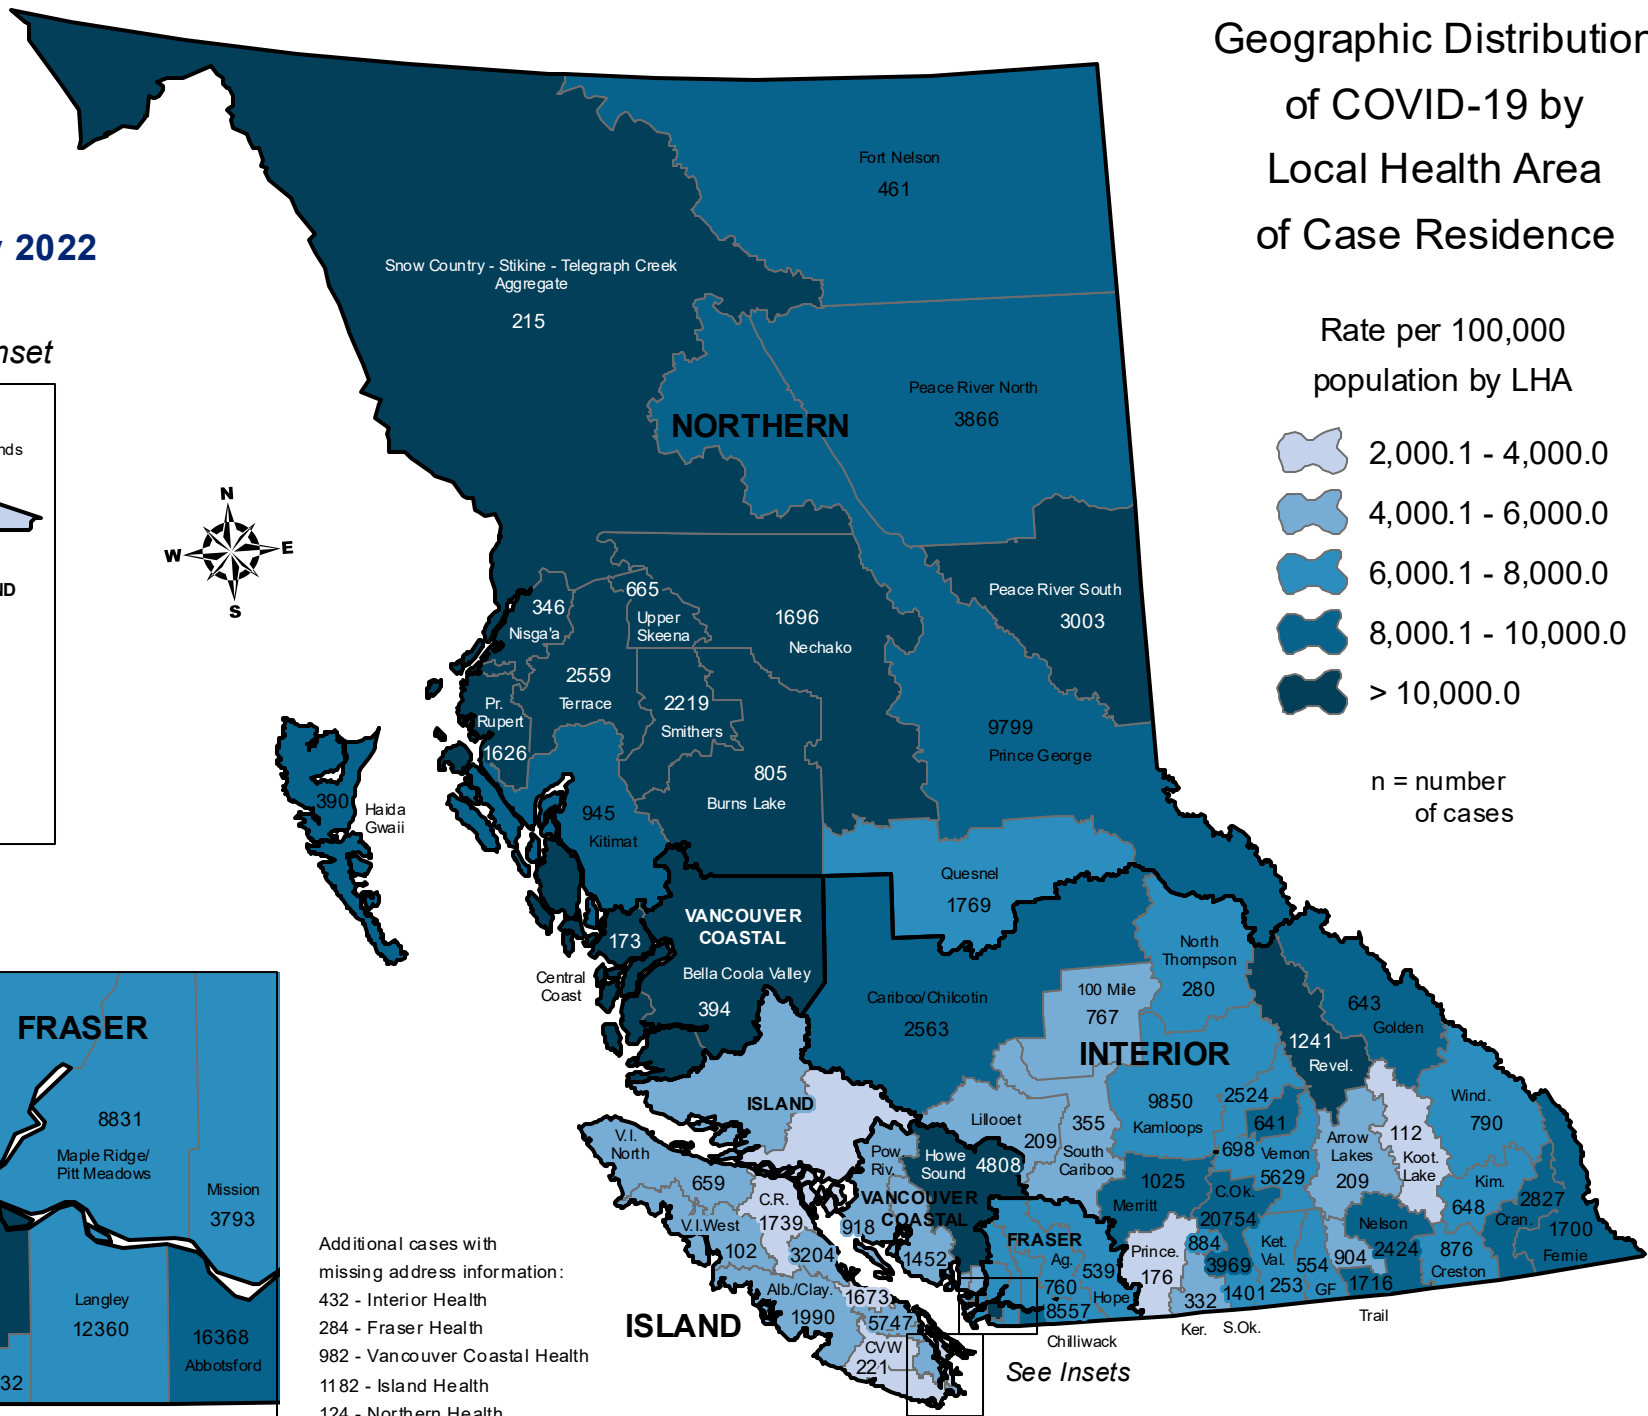 Geographic Distribution
of COVID-19 by
Local Health Area
of Case Residence
2022
Rate per 100,000
population by LHA
2,000.1 - 4,000.0
4,000.1 - 6,000.0
6,000.1 - 8,000.0
8,000.1 - 10,000.0
> 10,000.0
n = number
of cases
N
W
E
S
Fort Nelson
461
Snow Country - Stikine - Telegraph Creek
Aggregate
215
Peace River North
3866
NORTHERN
Peace River South
3003
346
Nisga'a
665
Upper
Skeena
1696
Nechako
2559
Terrace
2219
Smithers
Pr.
Rupert
1626
805
Burns Lake
9799
Prince George
390
Haida
Gwaii
945
Kitimat
Quesnel
1769
VANCOUVER
COASTAL
173
Central
Coast
Bella Coola Valley
394
Cariboo/Chilcotin
2563
North
Thompson
280
100 Mile
767
INTERIOR
643
Golden
1241
Revel.
ISLAND
Lillooet
209
355
South
Cariboo
9850
Kamloops
2524
641
698
Vernon
5629
Arrow
Lakes
209
112
Koot.
Lake
Wind.
790
V.I.
North
659
Pow.
Riv.
Howe
Sound
4808
C.R.
1739
VANCOUVER
COASTAL
918
1452
V.I.West
102
3204
1025
Merritt
C.Ok.
20754
Kim.
648
2827
Cran.
1700
Fernie
Nelson
2424
876
Creston
FRASER
Ag.
760
539
Hope
8557
Chilliwack
Prince.
176
884
3969
Ket.
Val.
253
554
GF
904
1716
Trail
332
Ker.
1401
S.Ok.
Alb./Clay.
1990
1673
5747
CVW
221
ISLAND
See Insets
FRASER
8831
Maple Ridge/
Pitt Meadows
Mission
3793
Langley
12360
16368
Abbotsford
32
Additional cases with
missing address information:
432 - Interior Health
284 - Fraser Health
982 - Vancouver Coastal Health
1182 - Island Health
124 - Northern Health